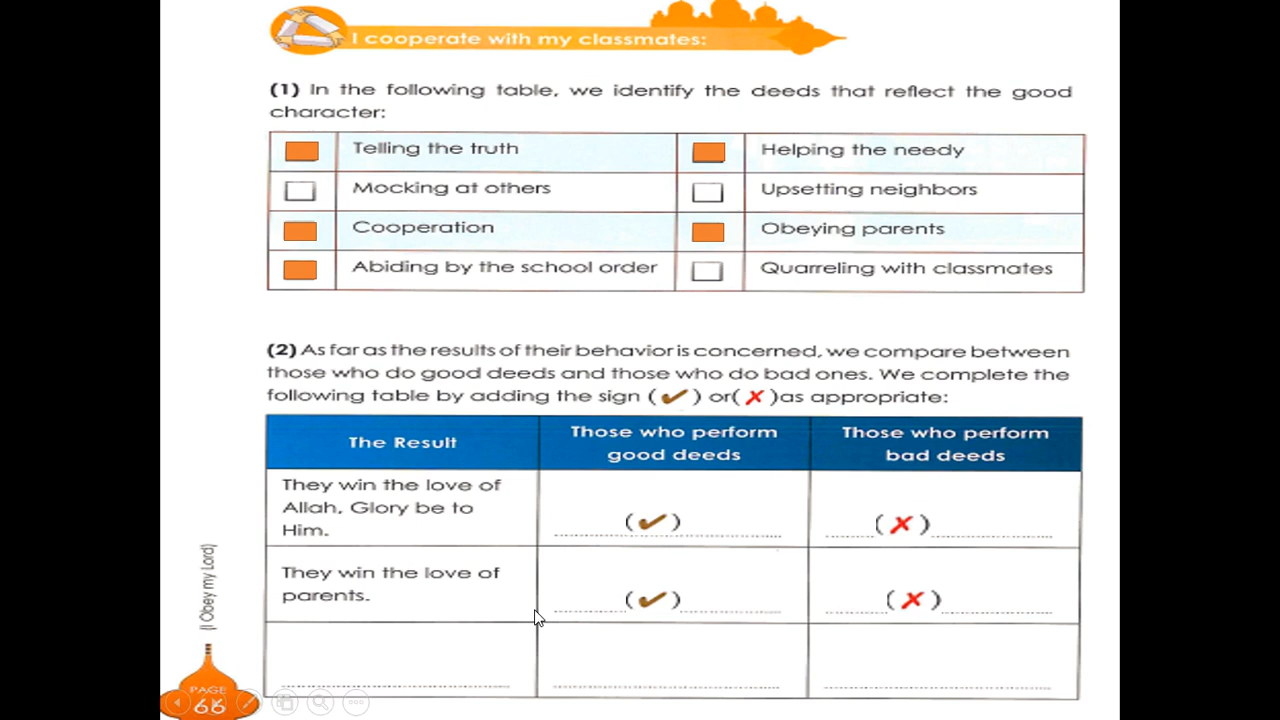 I cooperate with my classmates:
(1) In the following table, we identify the deeds that reflect the good
character:
Telling the truth
Helping the needy
Mocking at others
Upsetting neighbors
Cooperation
Obeying parents
Abiding by the school order
Quarreling with classmates
(2) As far as the results of their behavior is concerned, we compare between
those who do good deeds and those who do bad ones. We complete the
following table by adding the sign (✔) or(✘)as appropriate:
The Result
Those who perform
good deeds
Those who perform
bad deeds
They win the love of
Allah, Glory be to
Him.
(✔)
(✘)
They win the love of
parents.
(✔)
(✘)
(I Obey my Lord)
PAGE
66